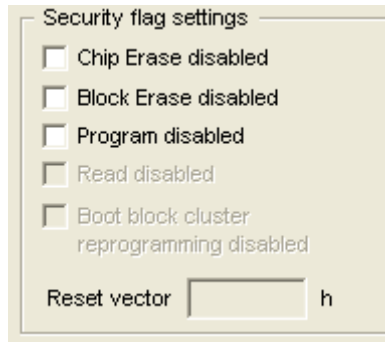 Security flag settings
Chip Erase disabled
Block Erase disabled
Program disabled
Read disabled
Boot block cluster
reprogramming disabled
Reset vector h